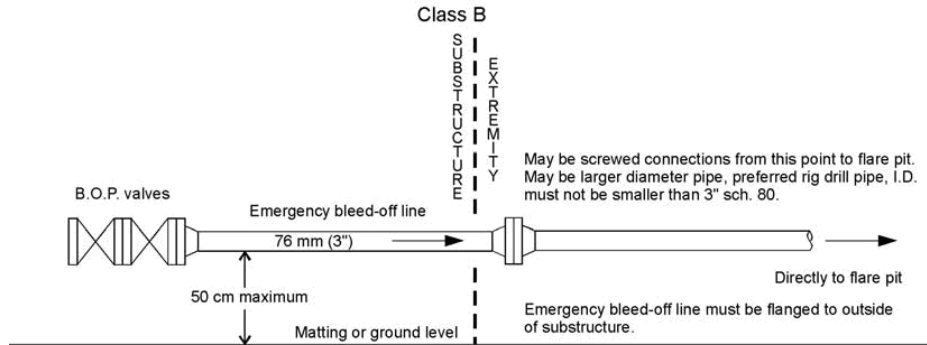 Class B
SUBSTRUCTURE
EXTREMITY
May be screwed connections from this point to flare pit.
May be larger diameter pipe, preferred rig drill pipe, I.D.
must not be smaller than 3" sch. 80.
B.O.P. valves
Emergency bleed-off line
76 mm (3")
Directly to flare pit
50 cm maximum
Emergency bleed-off line must be flanged to outside
of substructure.
Matting or ground level